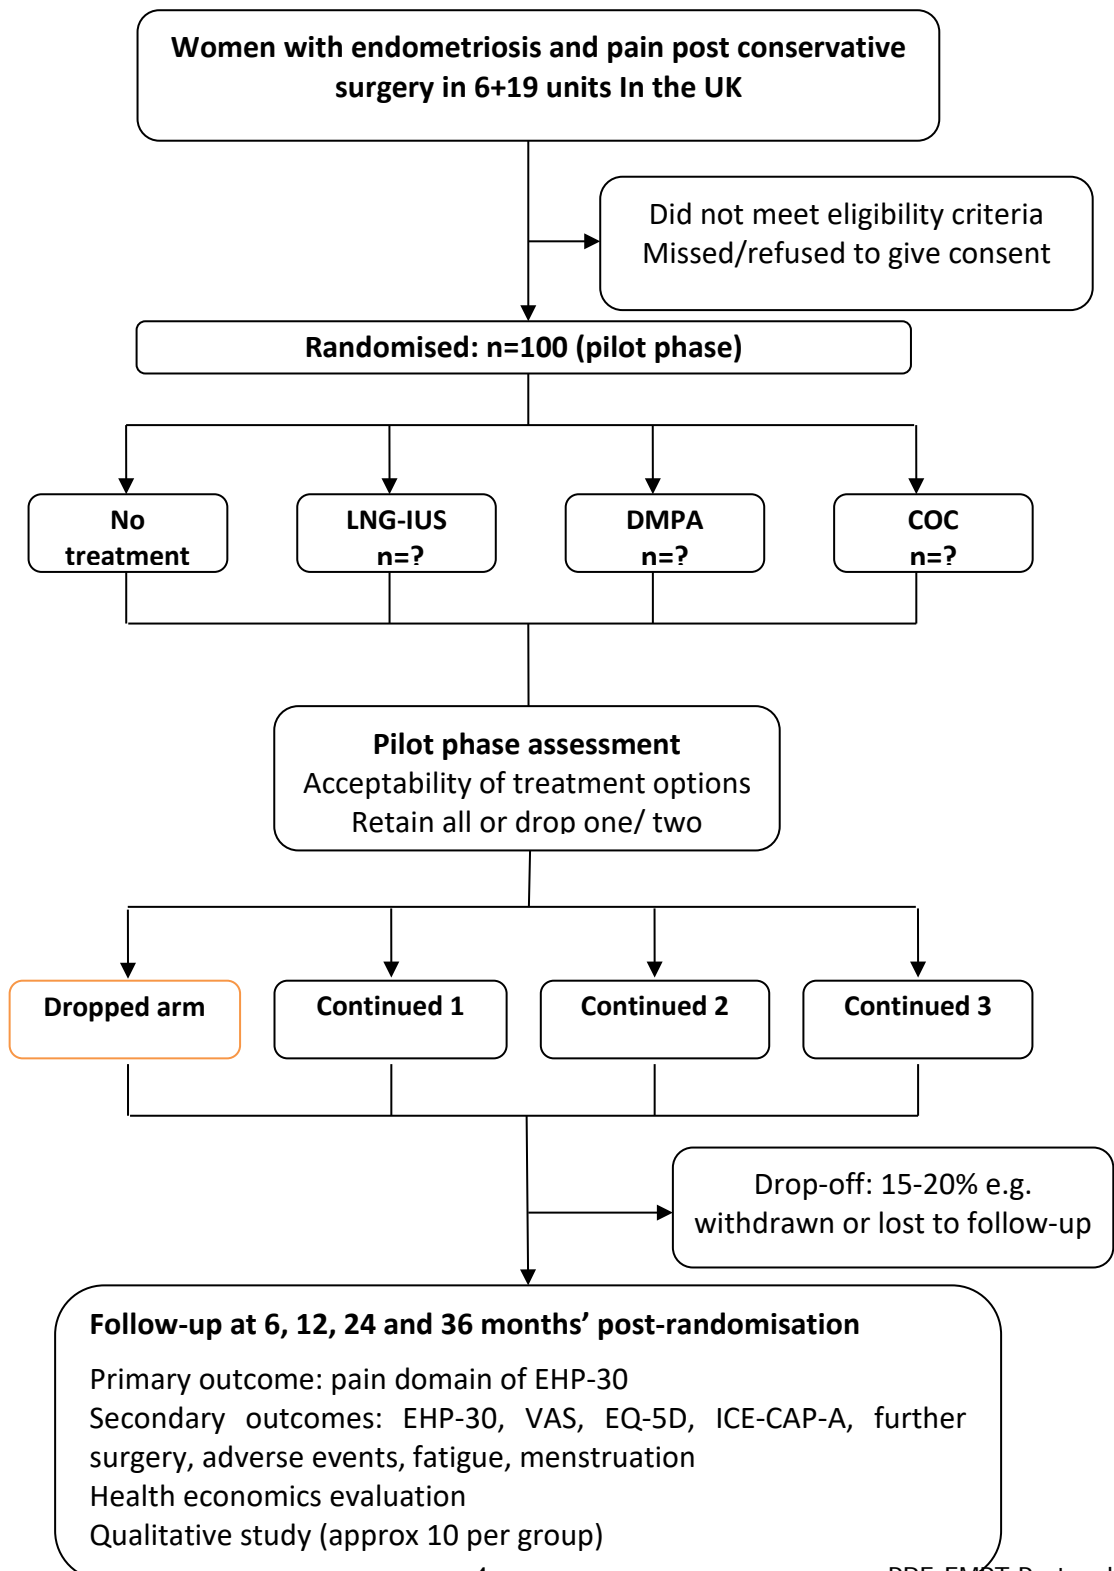 Women with endometriosis and pain post conservative
surgery in 6+19 units In the UK
Did not meet eligibility criteria
Missed/refused to give consent
Randomised: n=100 (pilot phase)
No
treatment
LNG-IUS
n=?
DMPA
n=?
COC
n=?
Pilot phase assessment
Acceptability of treatment options
Retain all or drop one/ two
Dropped arm
Continued 1
Continued 2
Continued 3
Drop-off: 15-20% e.g.
withdrawn or lost to follow-up
Follow-up at 6, 12, 24 and 36 months’ post-randomisation
Primary outcome: pain domain of EHP-30
Secondary outcomes: EHP-30, VAS, EQ-5D, ICE-CAP-A, further
surgery, adverse events, fatigue, menstruation
Health economics evaluation
Qualitative study (approx 10 per group)